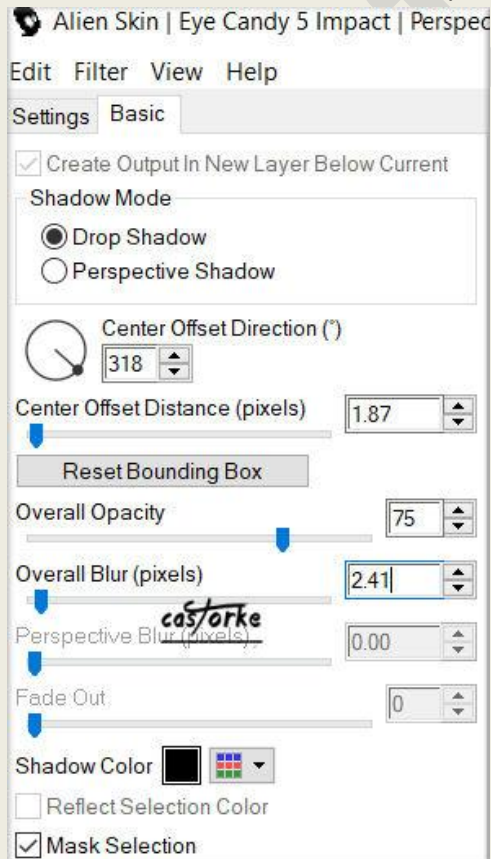 Alien Skin | Eye Candy 5 Impact | Perspec
Edit Filter View Help
Settings Basic
Create Output In New Layer Below Current
Shadow Mode
Drop Shadow
Perspective Shadow
Center Offset Direction (°)
318
Center Offset Distance (pixels) 1.87
Reset Bounding Box
Overall Opacity 75
Overall Blur (pixels) 2.41
castorke
Perspective Blur (pixels) 0.00
Fade Out 0
Shadow Color
Reflect Selection Color
Mask Selection